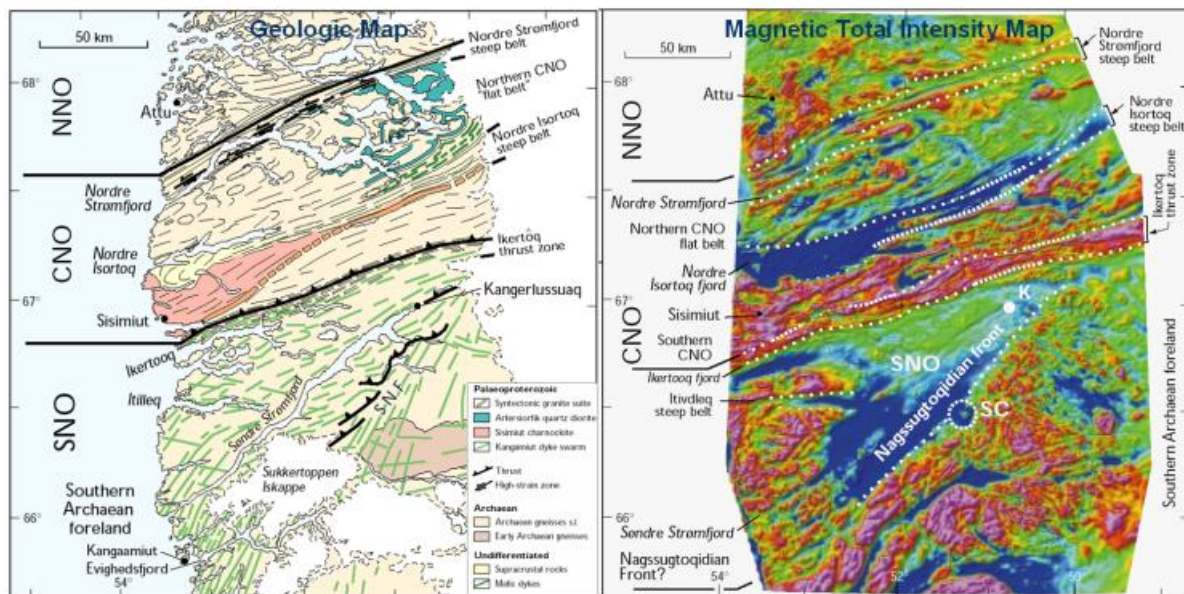 Geologic Map
50 km
68°
67°
66°
54°
52°
NNO
CNO
SNO
Attu
Nordre Strømfjord
steep belt
Northern CNO
"flat belt"
Nordre Isortoq
steep belt
Nordre
Strømfjord
Nordre
Isortoq
Ikertôq
thrust zone
Kangerlussuaq
Sisimiut
Ikertooq
Itilleq
Søndre Strømfjord
S.N.F.
Sukkertoppen
Iskappe
Southern
Archaean
foreland
Kangaamiut
Evighedsfjord
Palaeoproterozois
Syntectonic granite suite
Arfersiorfik quartz diorite
Sisimiut charnockite
Kangamiut dyke swarm
Thrust
High-strain zone
Archaean
Archaean gneisses s.l.
Early Archaean gneisses
Undifferentiated
Supracrustal rocks
Mafic dykes
Magnetic Total Intensity Map
50 km
68°
67°
66°
54°
52°
50°
NNO
CNO
Nordre
Strømfjord
steep belt
Attu
Nordre
Isortoq
steep belt
Ikertoq
thrust zone
Nordre Strømfjord
Northern CNO
flat belt
Nordre
Isortoq fjord
Sisimiut
Southern
CNO
Ikertooq fjord
Itivdleq
steep belt
K
SNO
Nagssugtoqidian front
SC
Southern Archaean foreland
Søndre Strømfjord
Nagssugtoqidian
Front?